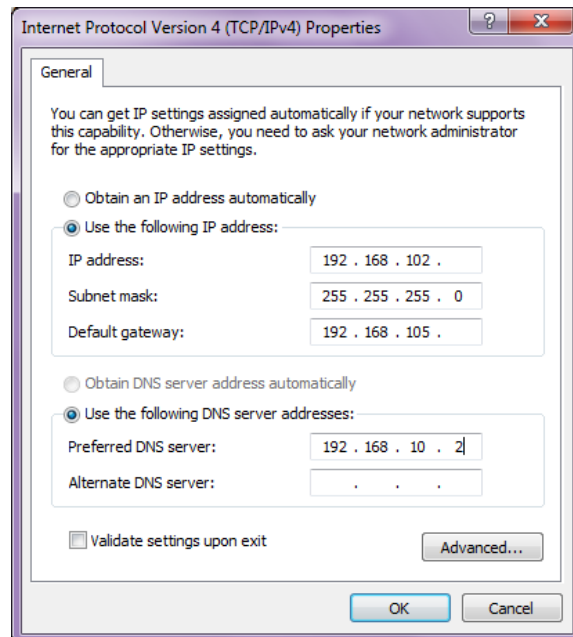 Internet Protocol Version 4 (TCP/IPv4) Properties
?
X
General
You can get IP settings assigned automatically if your network supports
this capability. Otherwise, you need to ask your network administrator
for the appropriate IP settings.
Obtain an IP address automatically
Use the following IP address:
IP address: 192 . 168 . 102 .
Subnet mask: 255 . 255 . 255 . 0
Default gateway: 192 . 168 . 105 .
Obtain DNS server address automatically
Use the following DNS server addresses:
Preferred DNS server: 192 . 168 . 10 . 2
Alternate DNS server: . . .
Validate settings upon exit
Advanced...
OK Cancel